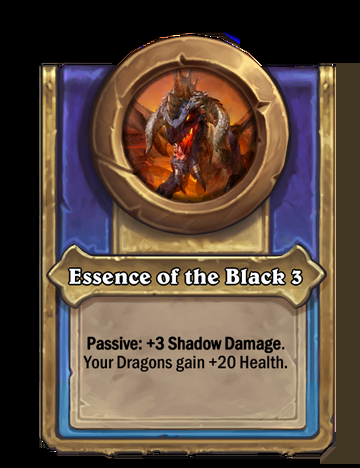 Essence of the Black 3
Passive: +3 Shadow Damage.
Your Dragons gain +20 Health.